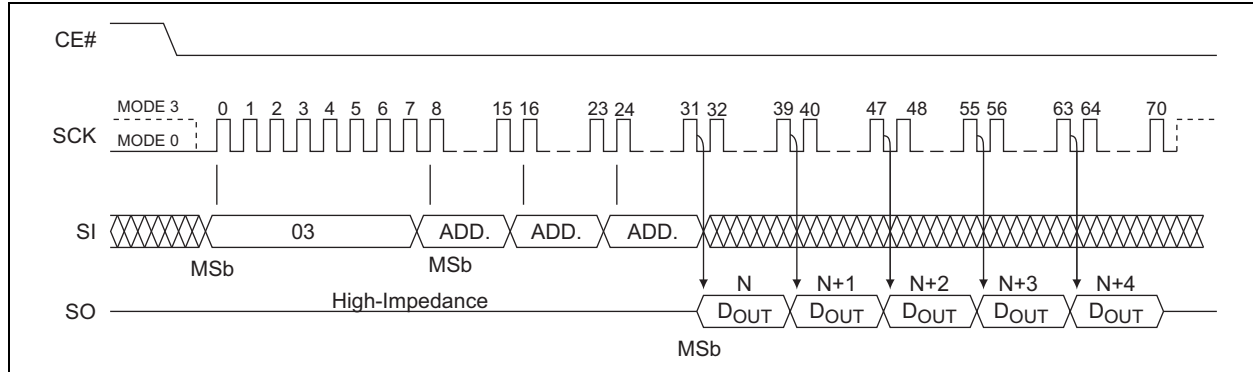 CE#
MODE 3
0 1 2 3 4 5 6 7 8 15 16 23 24 31 32 39 40 47 48 55 56 63 64 70
SCK
MODE 0
SI 03 ADD. ADD. ADD.
MSb MSb
N N+1 N+2 N+3 N+4
High-Impedance
SO DOUT DOUT DOUT DOUT DOUT
MSb